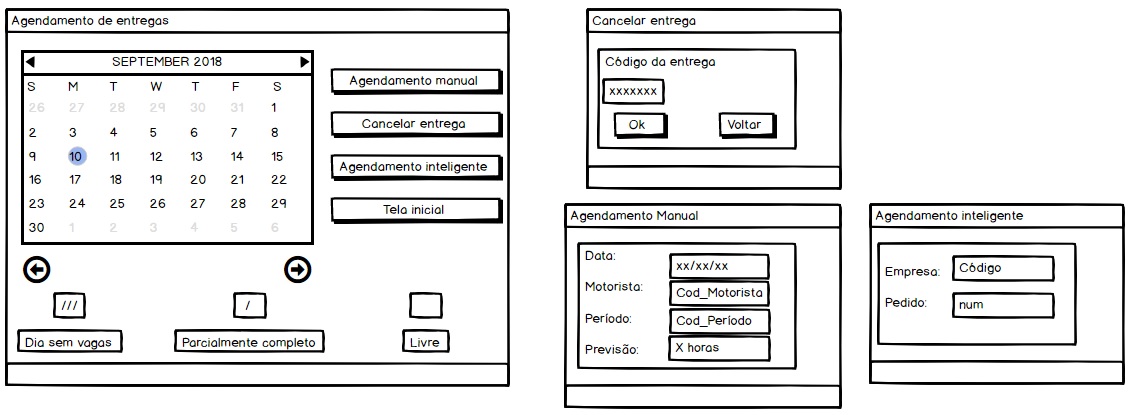 Agendamento de entregas
SEPTEMBER 2018
S M T W T F S
26 27 28 29 30 31 1
2 3 4 5 6 7 8
9 10 11 12 13 14 15
16 17 18 19 20 21 22
23 24 25 26 27 28 29
30 1 2 3 4 5 6
Agendamento manual
Cancelar entrega
Agendamento inteligente
Tela inicial
/// /
Dia sem vagas Parcialmente completo Livre
Cancelar entrega
Código da entrega
xxxxxxx
Ok Voltar
Agendamento Manual
Data: xx/xx/xx
Motorista: Cod_Motorista
Período: Cod_Período
Previsão: X horas
Agendamento inteligente
Empresa: Código
Pedido: num